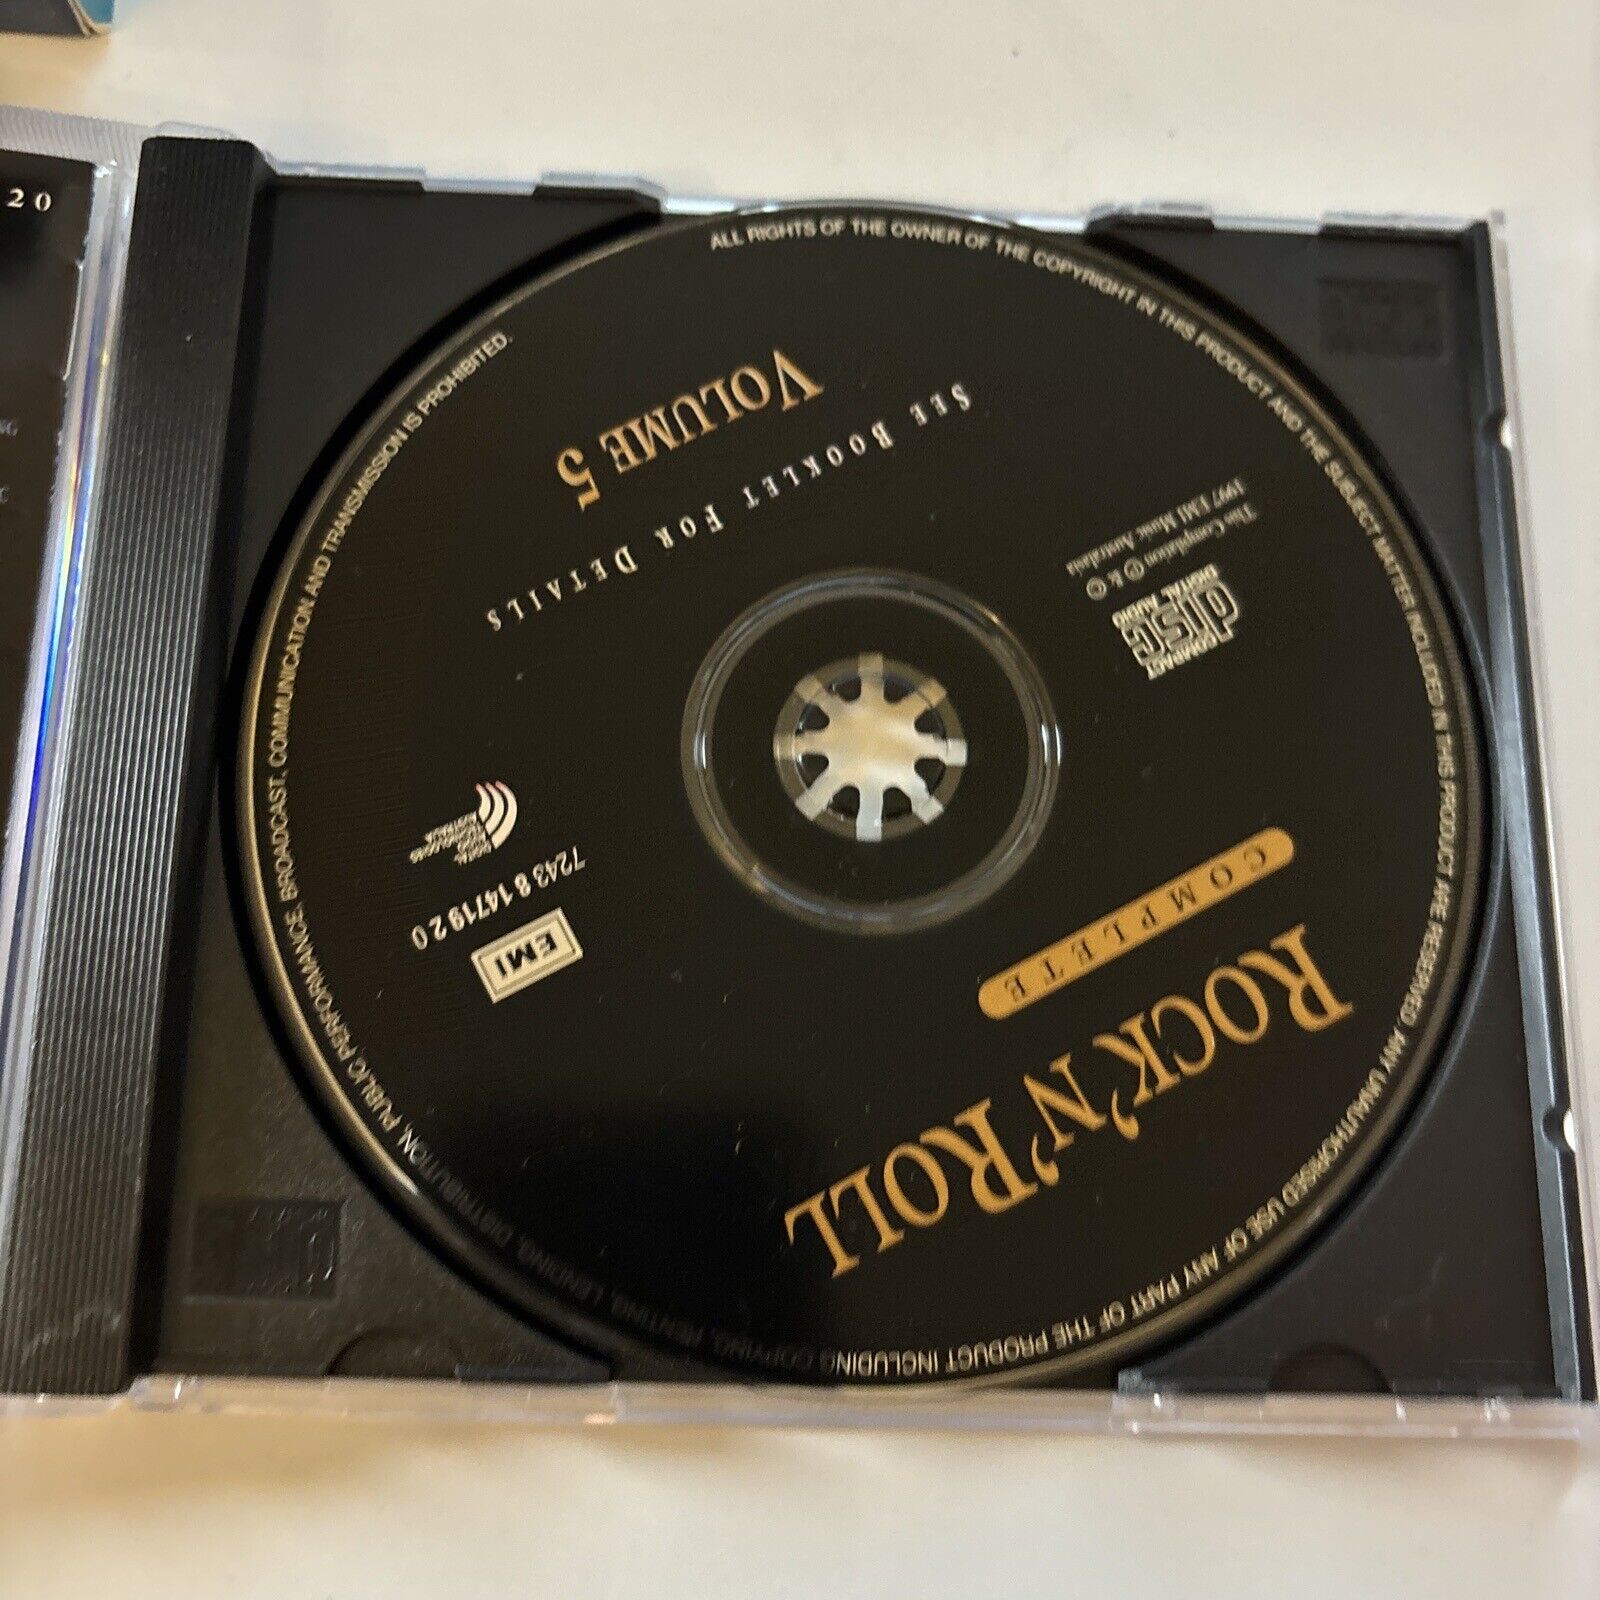 ROCK 'N' ROLL
COMPLETE
EMI
7243 8 14719 2 0
DIGITAL
AUSTRALIA
COMPACT
disc
DIGITAL AUDIO
This Compilation ℗ & ©
1997 EMI Music Australia
SEE BOOKLET FOR DETAILS
VOLUME 5
ALL RIGHTS OF THE OWNER OF THE COPYRIGHT IN THIS PRODUCT AND THE SUBJECT MATTER INCLUDED IN THIS PRODUCT ARE RESERVED. ANY UNAUTHORISED USE OF ANY PART OF THE PRODUCT INCLUDING COPYING, RENTING, LENDING, DISTRIBUTION, PUBLIC PERFORMANCE, BROADCAST, COMMUNICATION AND TRANSMISSION IS PROHIBITED.
20